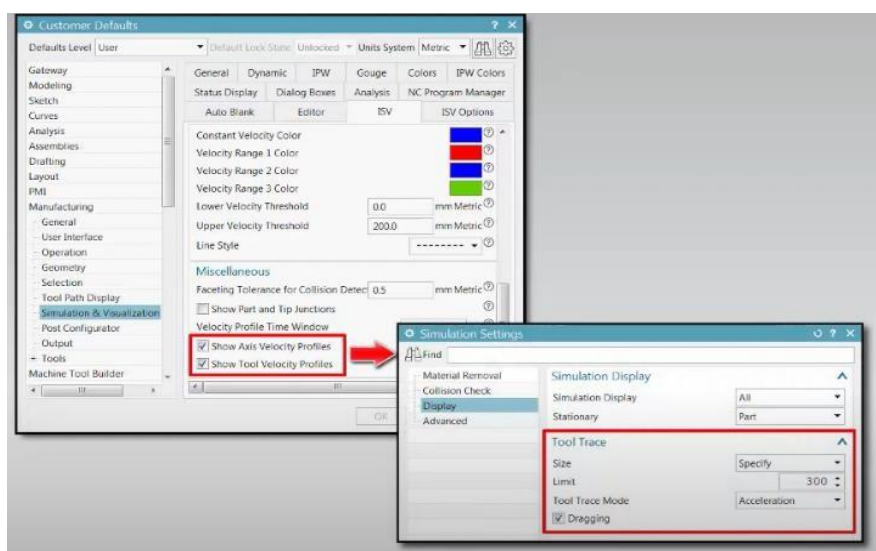 Customer Defaults
Defaults Level User Default Lock State Unlocked Units System Metric
Gateway
Modeling
Sketch
Curves
Analysis
Assemblies
Drafting
Layout
PMI
Manufacturing
General
User Interface
Operation
Geometry
Selection
Tool Path Display
Simulation & Visualization
Post Configurator
Output
Tools
Machine Tool Builder
General Dynamic IPW Gouge Colors IPW Colors
Status Display Dialog Boxes Analysis NC Program Manager
Auto Blank Editor ISV ISV Options
Constant Velocity Color
Velocity Range 1 Color
Velocity Range 2 Color
Velocity Range 3 Color
Lower Velocity Threshold 0.0 mm Metric
Upper Velocity Threshold 200.0 mm Metric
Line Style
Miscellaneous
Faceting Tolerance for Collision Detec 0.5 mm Metric
Show Part and Tip Junctions
Velocity Profile Time Window
Show Axis Velocity Profiles
Show Tool Velocity Profiles
OK
Simulation Settings
Find
Material Removal
Collision Check
Display
Advanced
Simulation Display
Simulation Display All
Stationary Part
Tool Trace
Size Specify
Limit 300
Tool Trace Mode Acceleration
Dragging